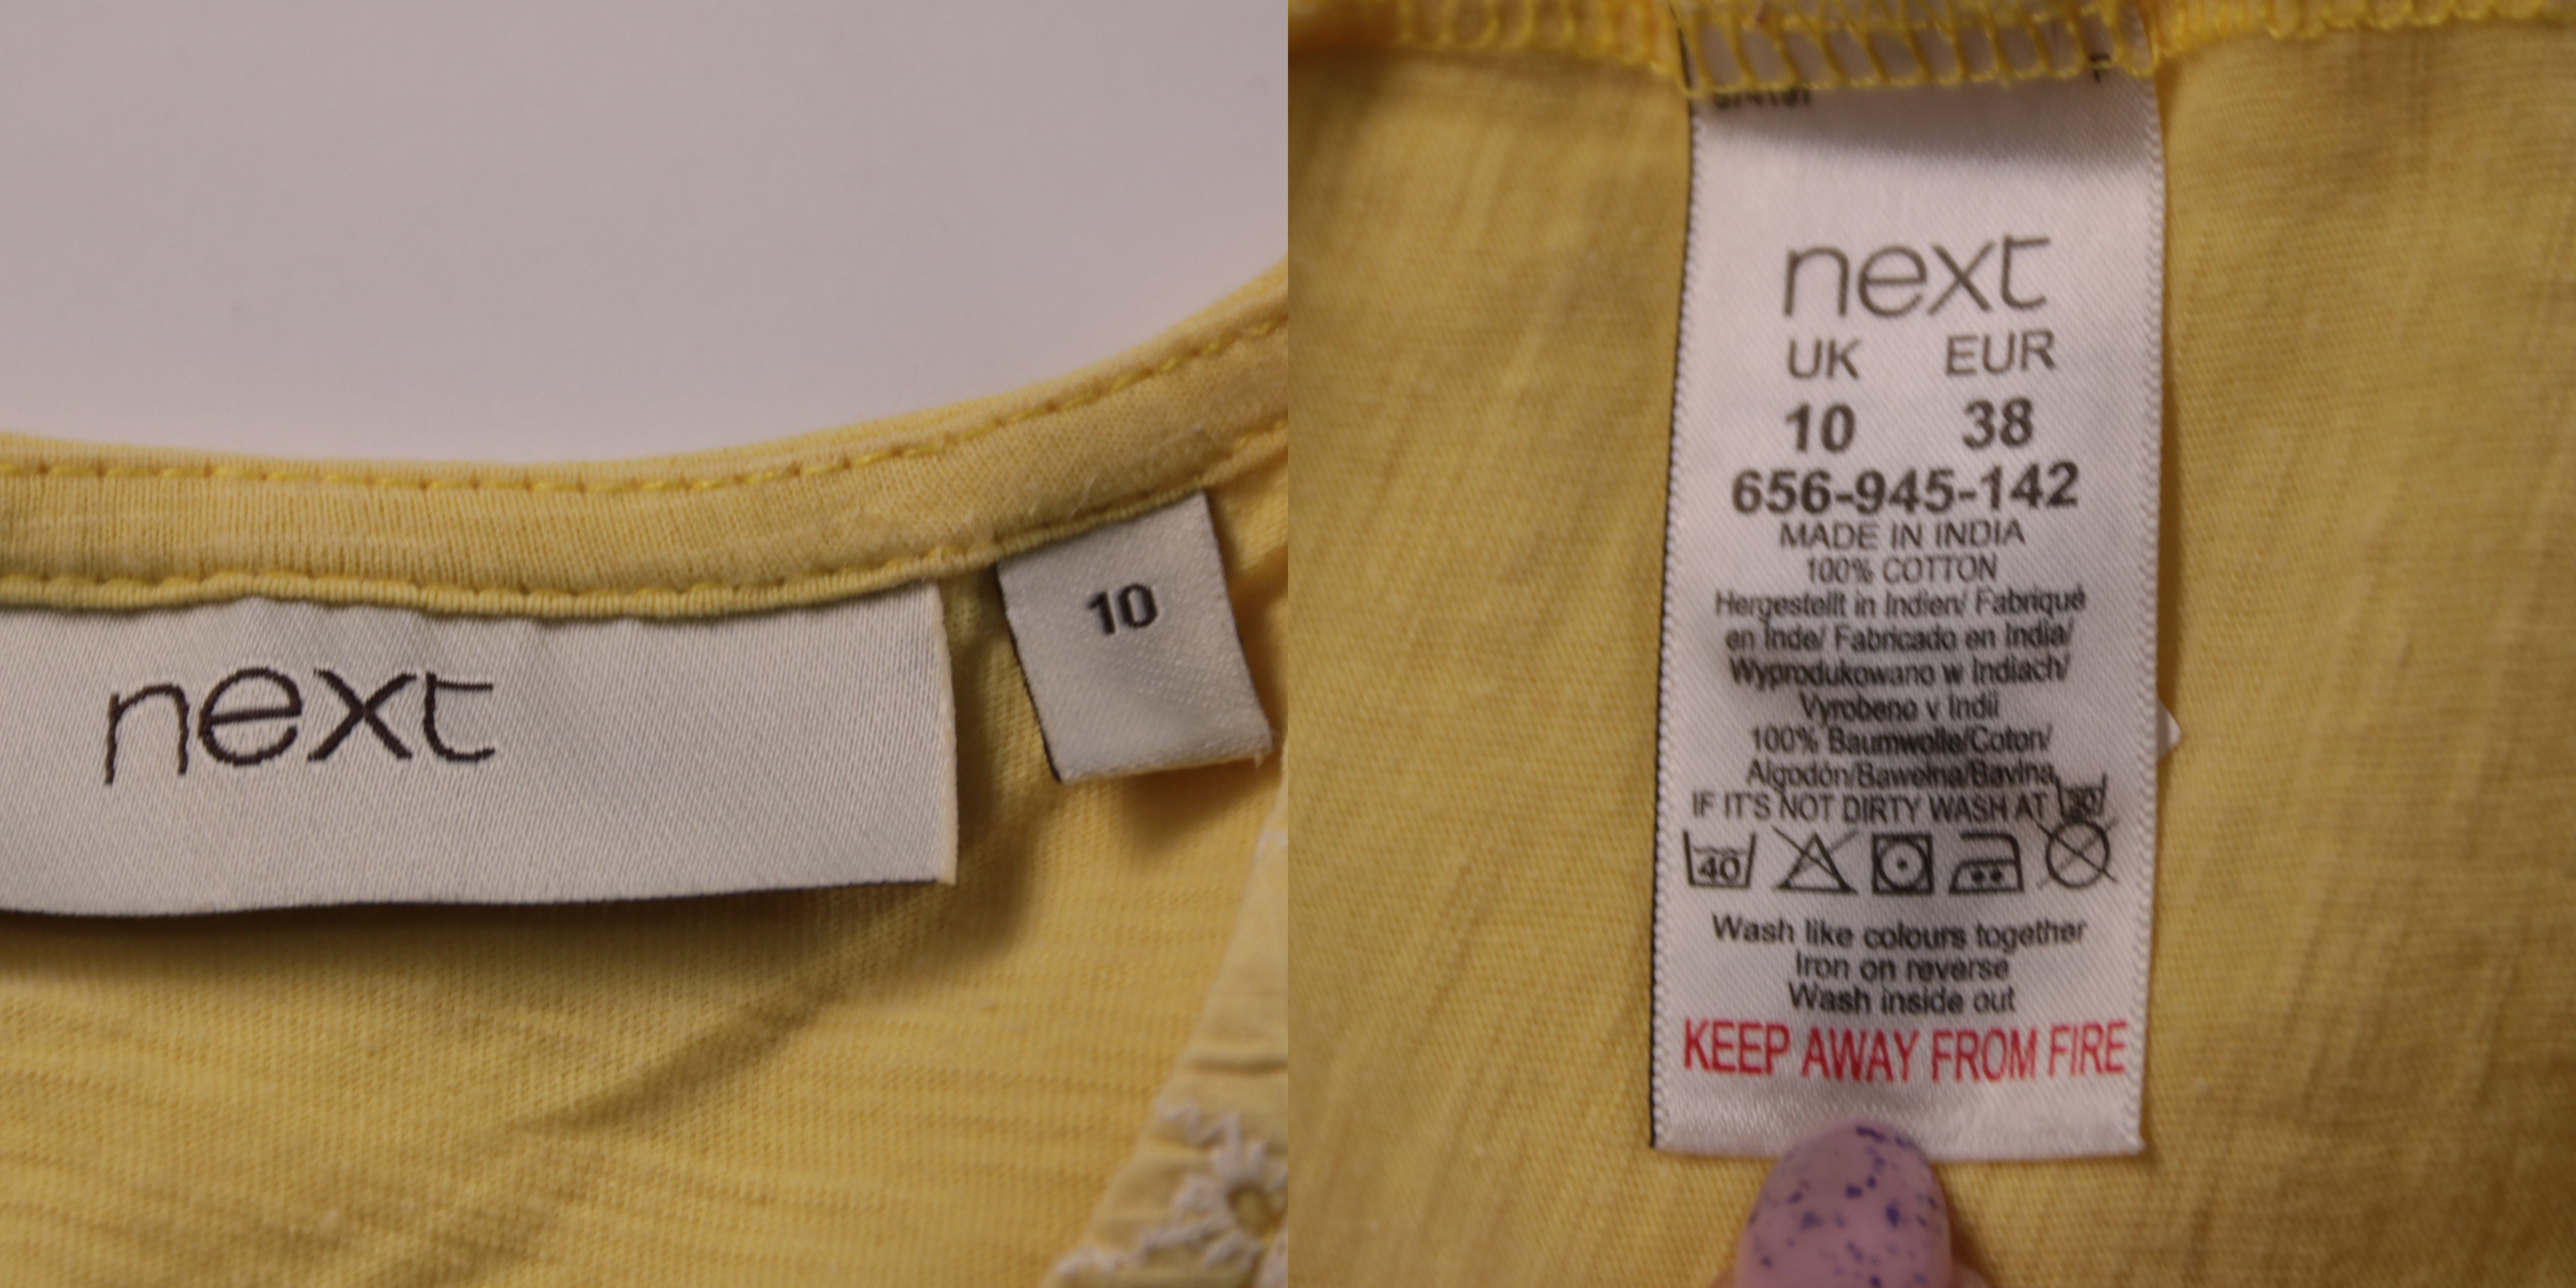 next
10
next
UK EUR
10 38
656-945-142
MADE IN INDIA
100% COTTON
Hergestellt in Indien/ Fabriqué
en Inde/ Fabricado en India/
Wyprodukowano w Indiach/
Vyrobeno v Indii
100% Baumwolle/Coton/
Algodón/Bawełna/Bavlna
IF IT'S NOT DIRTY WASH AT 30
40
Wash like colours together
Iron on reverse
Wash inside out
KEEP AWAY FROM FIRE